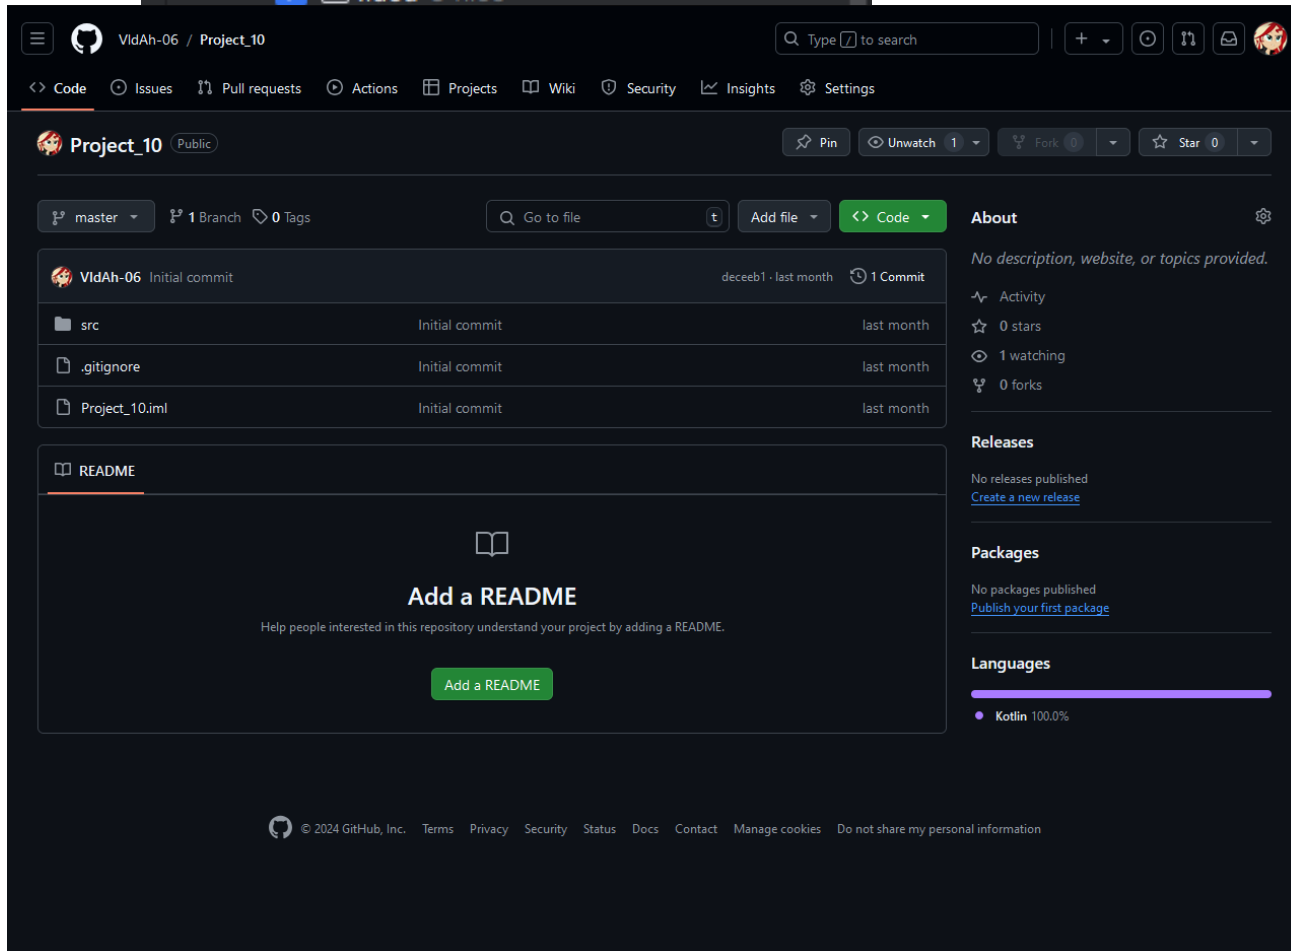 VldAh-06 / Project_10
Type / to search
Code Issues Pull requests Actions Projects Wiki Security Insights Settings
Project_10 Public
Pin Unwatch 1 Fork 0 Star 0
master 1 Branch 0 Tags Go to file t Add file Code
VldAh-06 Initial commit deceeb1 · last month 1 Commit
src Initial commit last month
.gitignore Initial commit last month
Project_10.iml Initial commit last month
README
Add a README
Help people interested in this repository understand your project by adding a README.
Add a README
About
No description, website, or topics provided.
Activity
0 stars
1 watching
0 forks
Releases
No releases published
Create a new release
Packages
No packages published
Publish your first package
Languages
Kotlin 100.0%
© 2024 GitHub, Inc. Terms Privacy Security Status Docs Contact Manage cookies Do not share my personal information